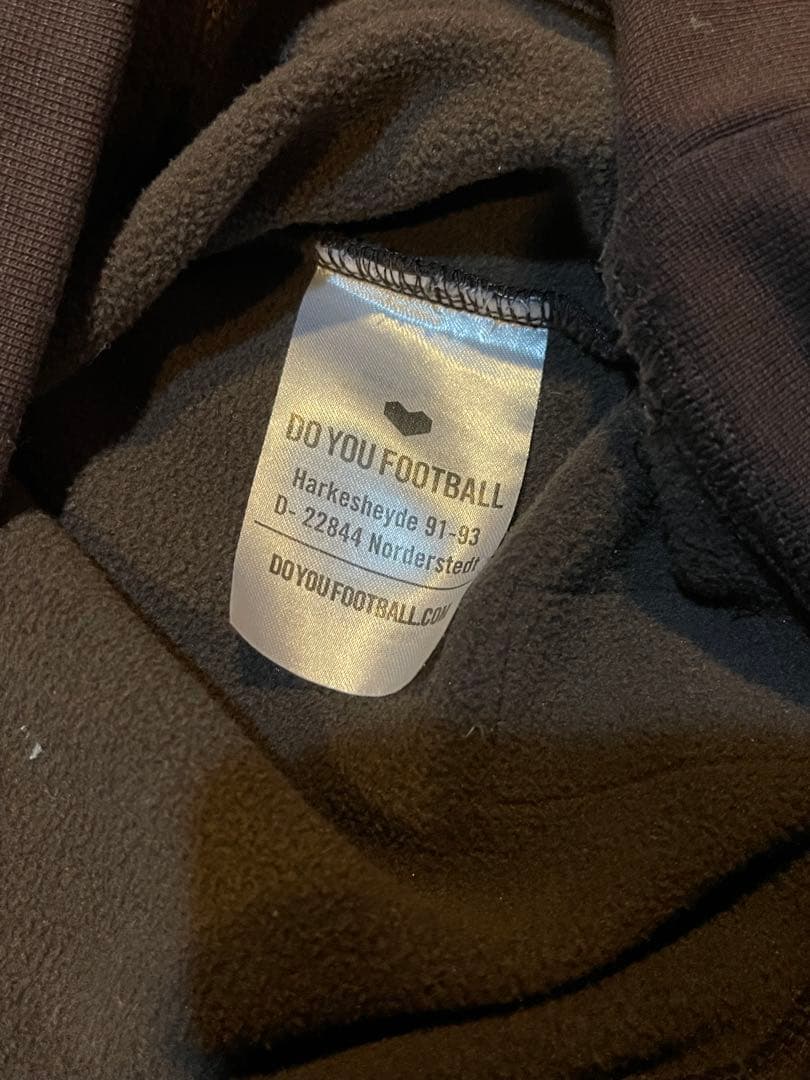 DO YOU FOOTBALL
Harkesheyde 91-93
D- 22844 Norderstedt
DOYOUFOOTBALL.COM